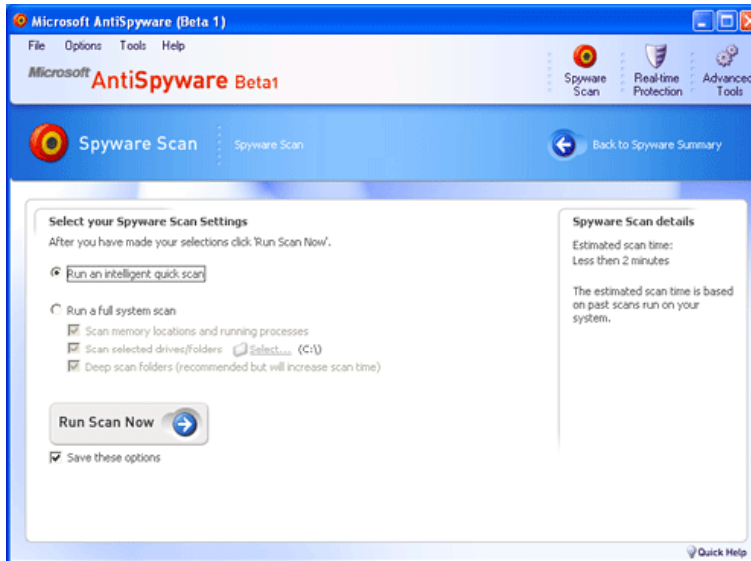 Microsoft AntiSpyware (Beta 1)
File Options Tools Help
Microsoft AntiSpyware Beta1
Spyware Scan
Real-time Protection
Advanced Tools
Spyware Scan
Spyware Scan
Back to Spyware Summary
Select your Spyware Scan Settings
After you have made your selections click 'Run Scan Now'.
Run an intelligent quick scan
Run a full system scan
Scan memory locations and running processes
Scan selected drives/folders Select... (C:\)
Deep scan folders (recommended but will increase scan time)
Run Scan Now
Save these options
Spyware Scan details
Estimated scan time:
Less then 2 minutes
The estimated scan time is based
on past scans run on your
system.
Quick Help